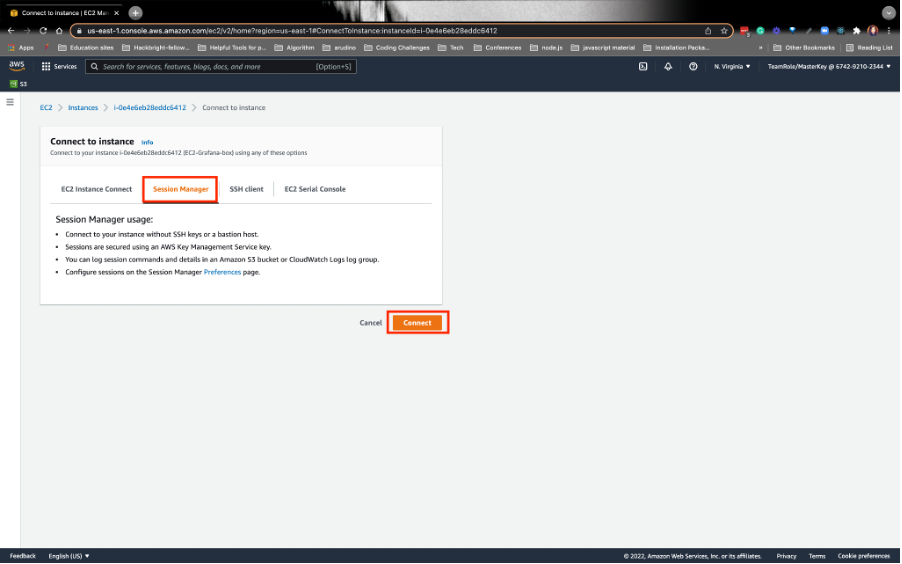 Connect to instance | EC2 Man
us-east-1.console.aws.amazon.com/ec2/v2/home?region=us-east-1#ConnectToInstance:instanceId=i-0e4e6eb28eddc6412
Apps Education sites Hackbright-fellow... Helpful Tools for p... Algorithm arudino Coding Challenges Tech Conferences node.js javascript material Installation Packa... » Other Bookmarks Reading List
aws Services Search for services, features, blogs, docs, and more [Option+S] N. Virginia TeamRole/MasterKey @ 6742-9210-2344
S3
EC2 Instances i-0e4e6eb28eddc6412 Connect to instance
Connect to instance Info
Connect to your instance i-0e4e6eb28eddc6412 (EC2-Grafana-box) using any of these options
EC2 Instance Connect Session Manager SSH client EC2 Serial Console
Session Manager usage:
• Connect to your instance without SSH keys or a bastion host.
• Sessions are secured using an AWS Key Management Service key.
• You can log session commands and details in an Amazon S3 bucket or CloudWatch Logs log group.
• Configure sessions on the Session Manager Preferences page.
Cancel Connect
Feedback English (US) © 2022, Amazon Web Services, Inc. or its affiliates. Privacy Terms Cookie preferences